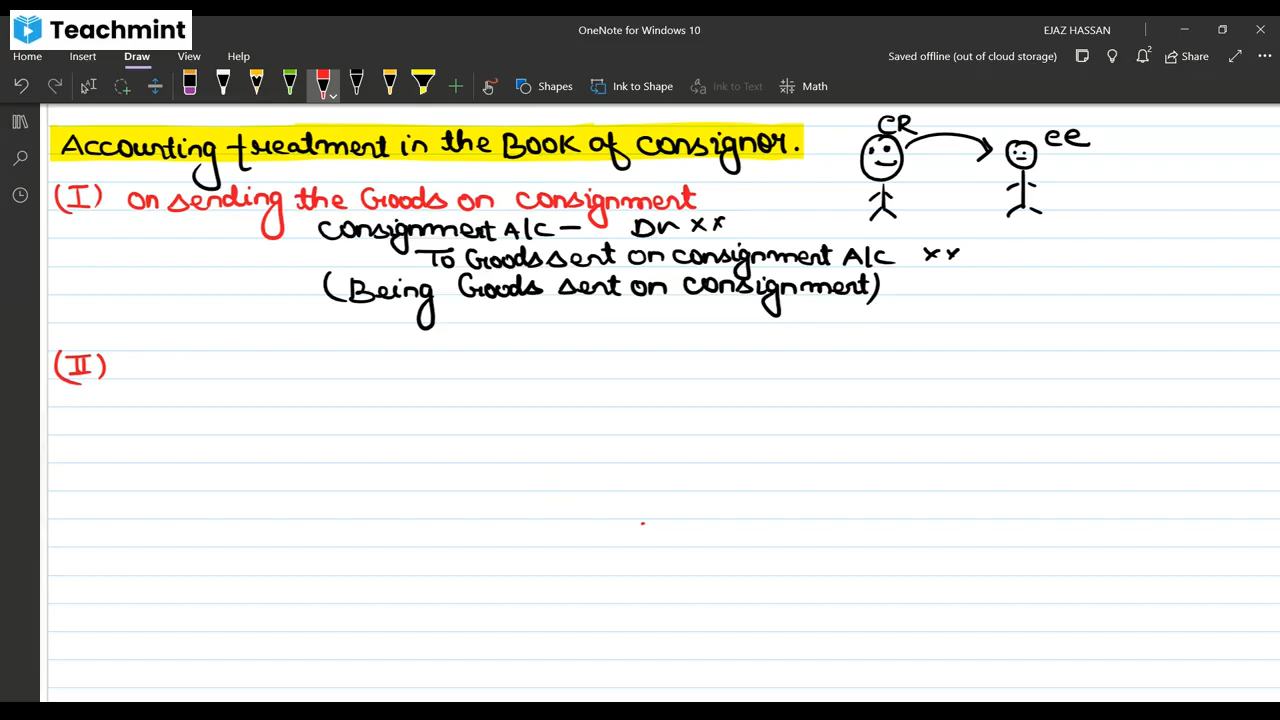 Teachmint
OneNote for Windows 10
EJAZ HASSAN
Home Insert Draw View Help
Saved offline (out of cloud storage)
2
Share
Shapes
Ink to Shape
Ink to Text
Math
Accounting treatment in the Book of consignor.
CR
CE
(I) on sending the Goods on consignment
consignment A/C – Dr xx
To Goods sent on consignment A/C xx
(Being Goods sent on consignment)
(II)